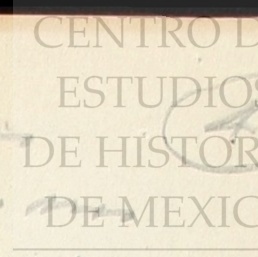 CENTRO D
ESTUDIOS
DE HISTOR
DE MEXIC